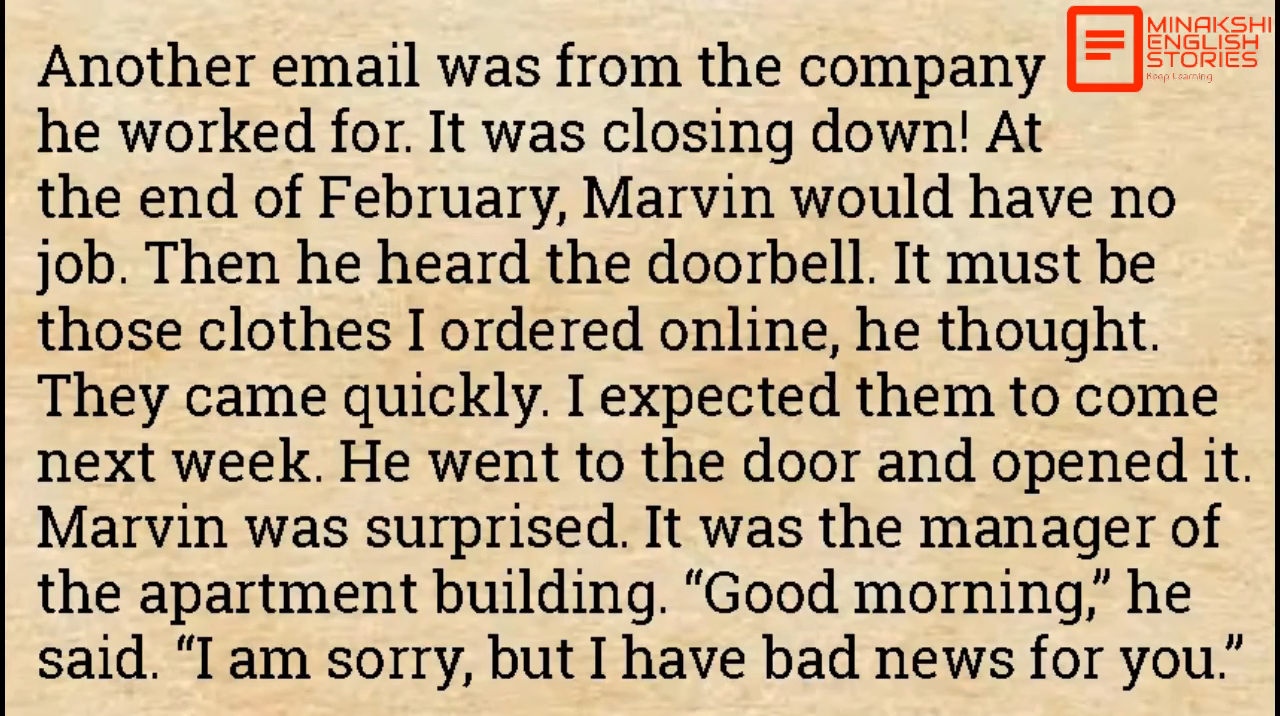 MINAKSHI
ENGLISH
STORIES
Keep Learning
Another email was from the company
he worked for. It was closing down! At
the end of February, Marvin would have no
job. Then he heard the doorbell. It must be
those clothes I ordered online, he thought.
They came quickly. I expected them to come
next week. He went to the door and opened it.
Marvin was surprised. It was the manager of
the apartment building. “Good morning,” he
said. “I am sorry, but I have bad news for you.”